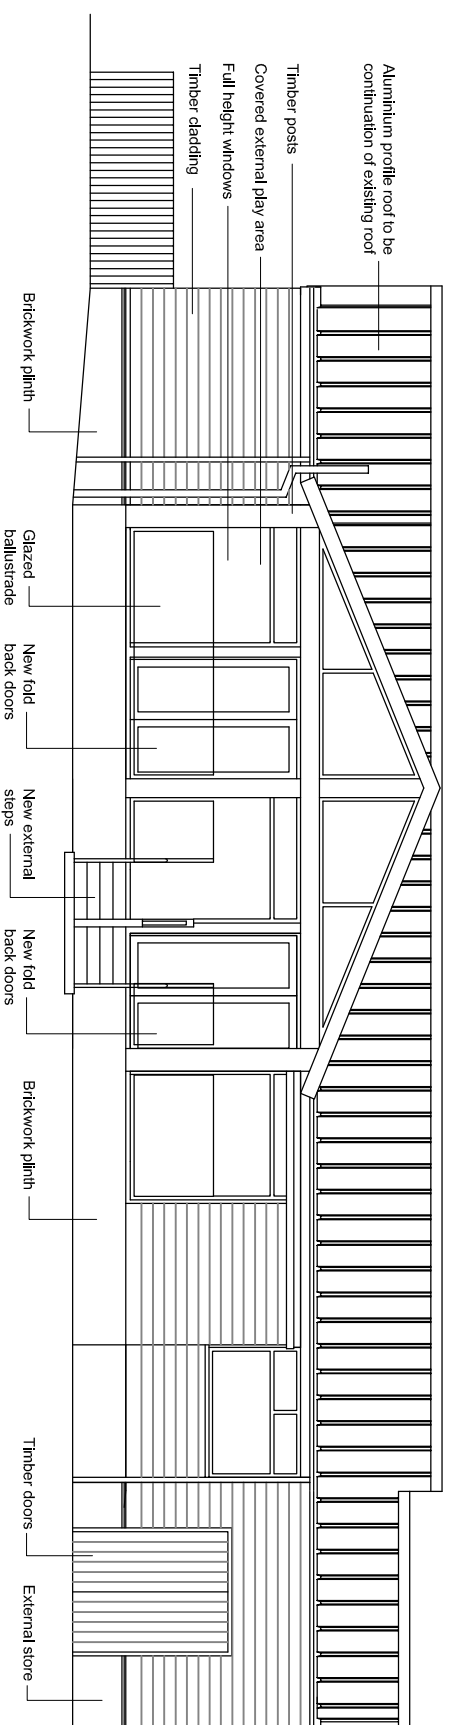 Aluminium profile roof to be
continuation of existing roof
Timber posts
Covered external play area
Full height windows
Timber cladding
Brickwork plinth
Glazed
ballustrade
New fold
back doors
New external
steps
New fold
back doors
Brickwork plinth
Timber doors
External store